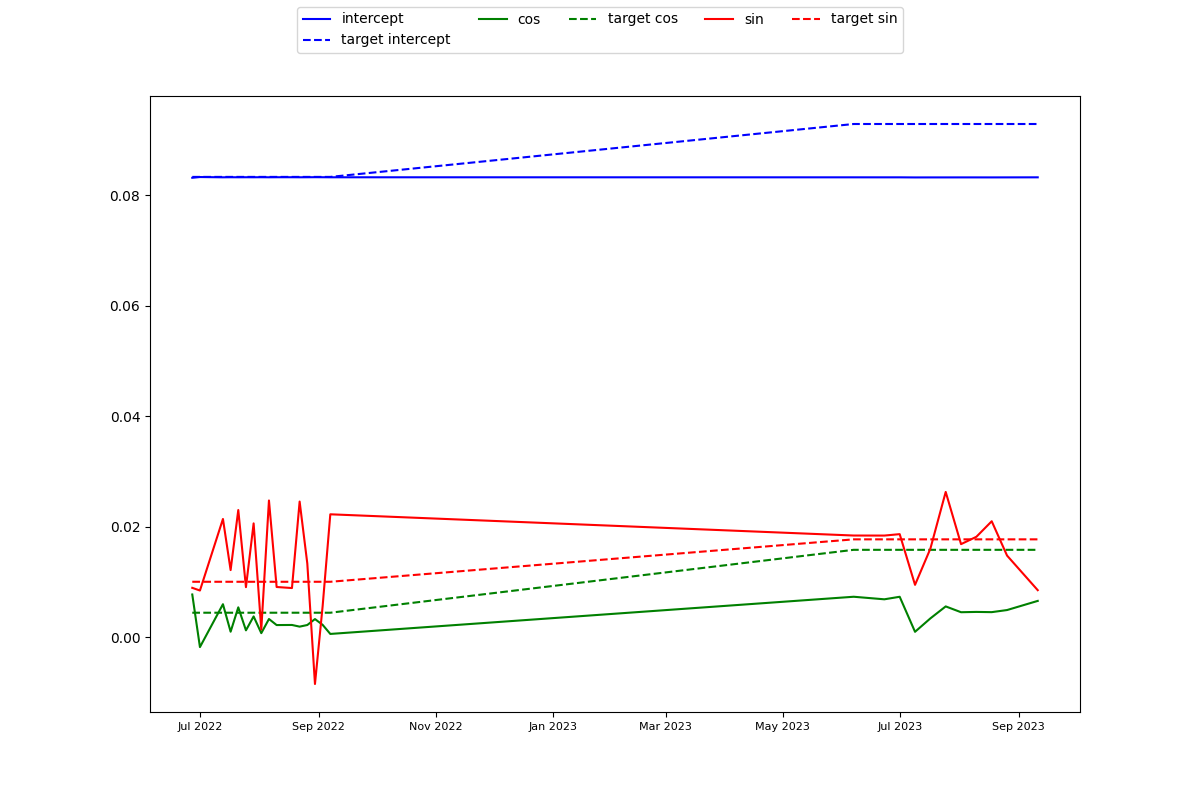 intercept cos target cos sin target sin
target intercept
0.08
0.06
0.04
0.02
0.00
Jul 2022 Sep 2022 Nov 2022 Jan 2023 Mar 2023 May 2023 Jul 2023 Sep 2023